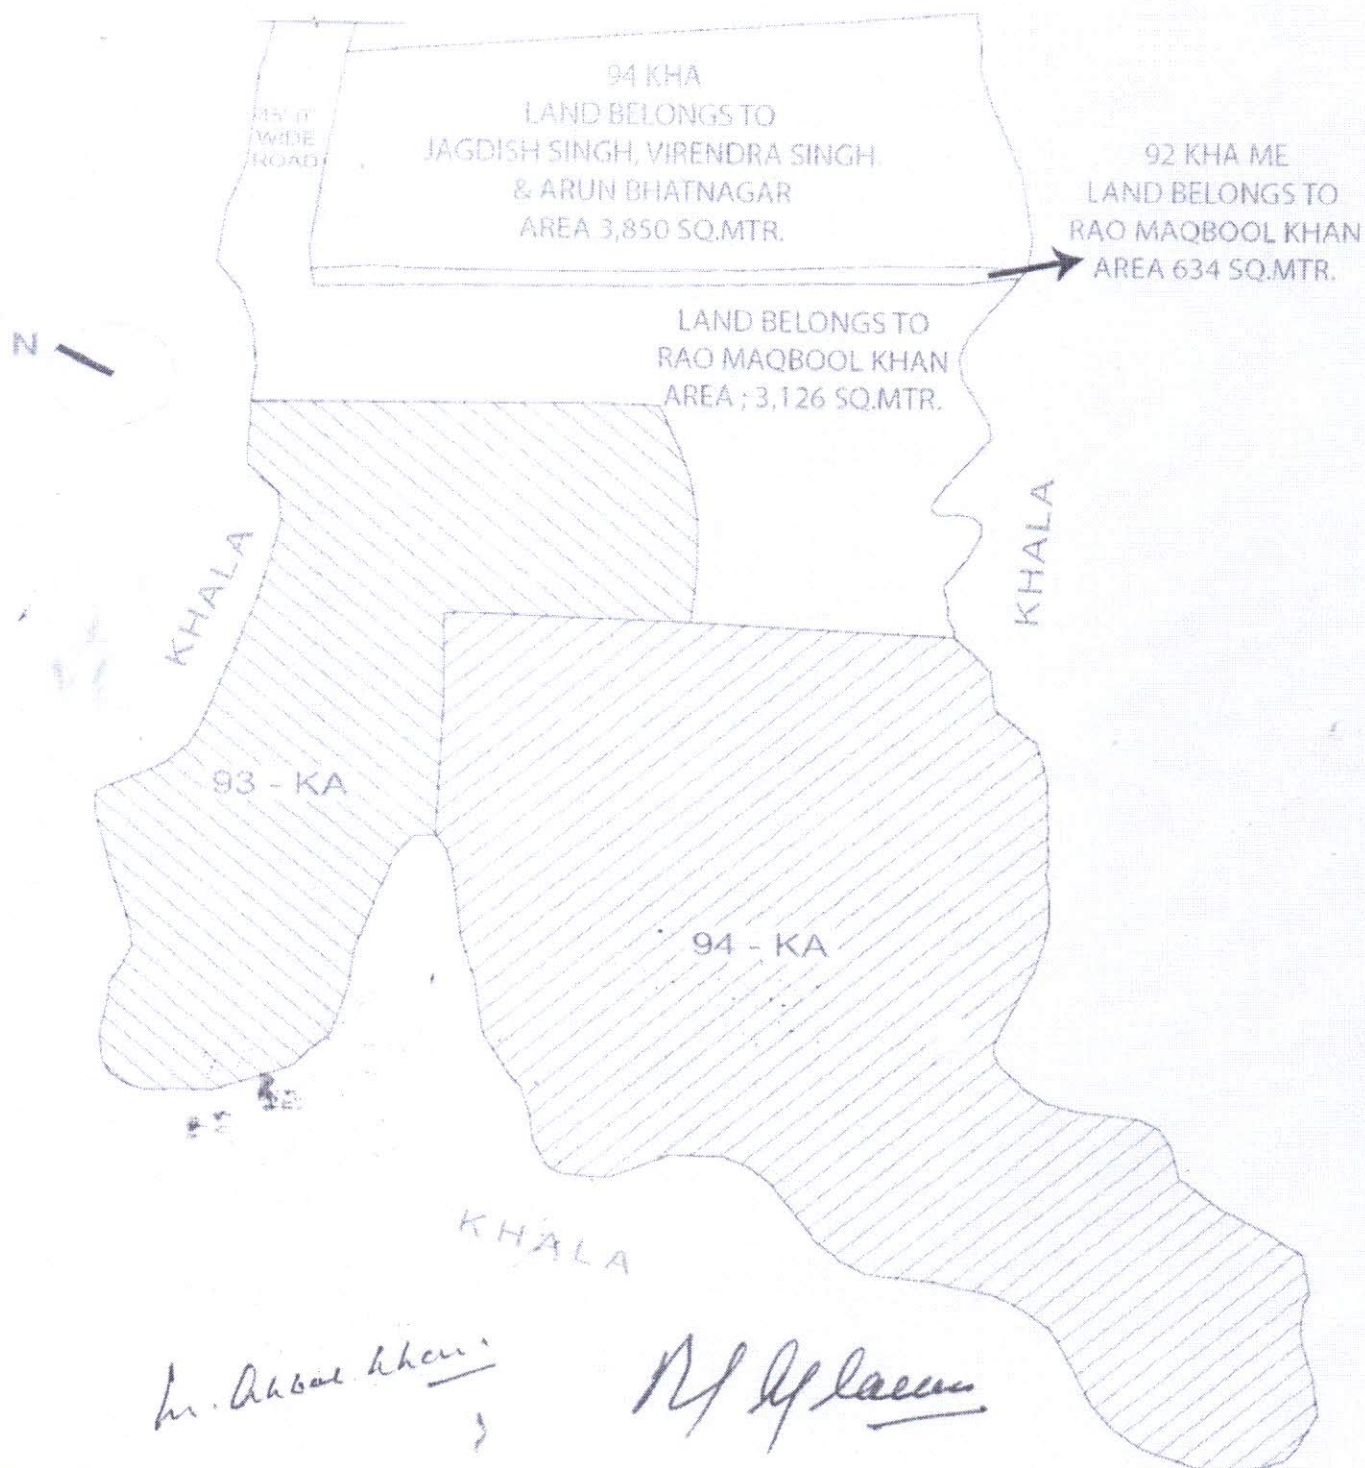 94 KHA
LAND BELONGS TO
JAGDISH SINGH, VIRENDRA SINGH
& ARUN BHATNAGAR
AREA 3,850 SQ.MTR.
WIDE
ROAD
92 KHA ME
LAND BELONGS TO
RAO MAQBOOL KHAN
AREA 634 SQ.MTR.
N
LAND BELONGS TO
RAO MAQBOOL KHAN
AREA ; 3,126 SQ.MTR.
KHALA
KHALA
93 - KA
94 - KA
KHALA
Khan